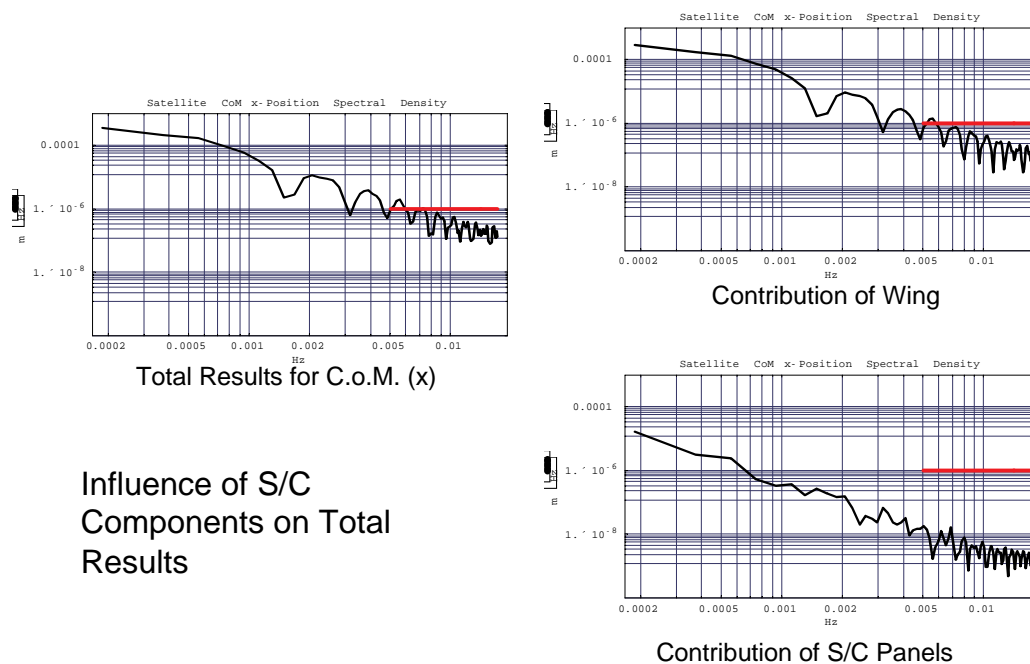 Satellite CoM x-Position Spectral Density
0.0001
1.´10-6
1.´10-8
m
Hz
0.0002 0.0005 0.001 0.002 0.005 0.01
Hz
Total Results for C.o.M. (x)
Influence of S/C
Components on Total
Results
Satellite CoM x-Position Spectral Density
0.0001
1.´10-6
1.´10-8
m
Hz
0.0002 0.0005 0.001 0.002 0.005 0.01
Hz
Contribution of Wing
Satellite CoM x-Position Spectral Density
0.0001
1.´10-6
1.´10-8
m
Hz
0.0002 0.0005 0.001 0.002 0.005 0.01
Hz
Contribution of S/C Panels